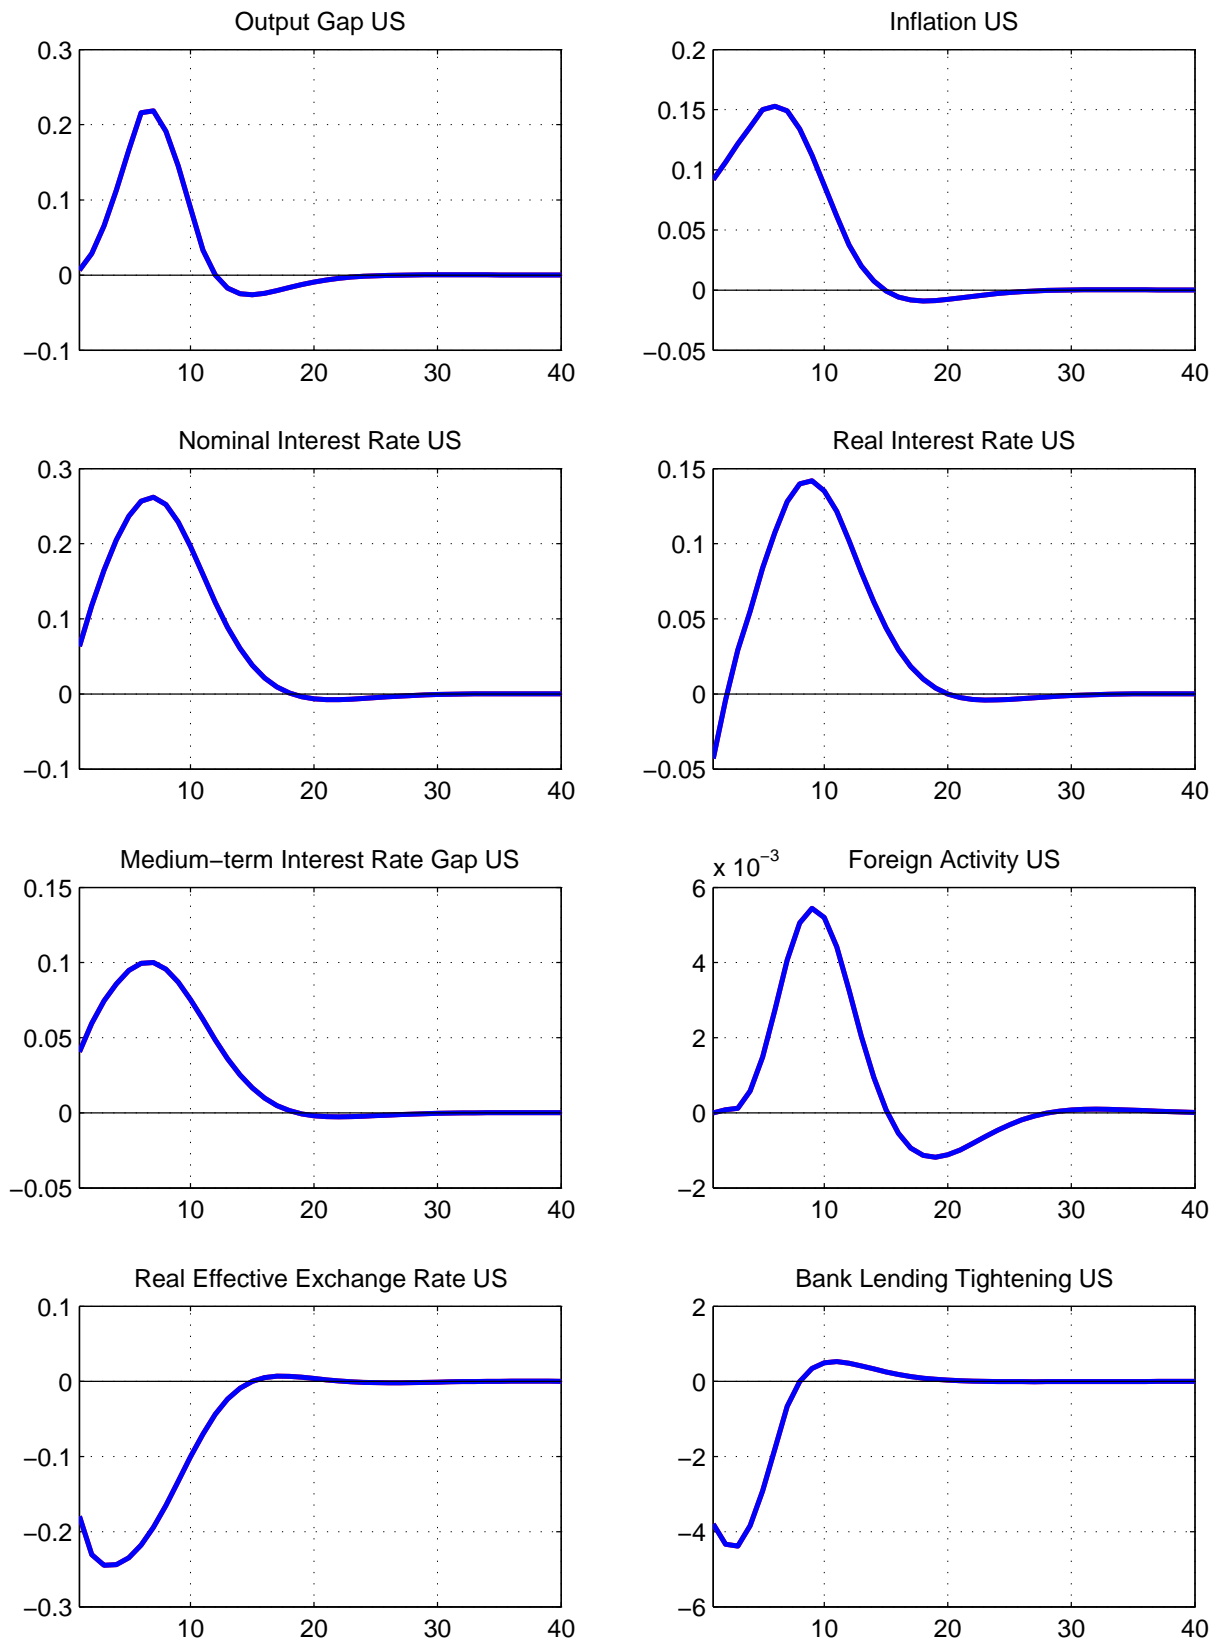 Output Gap US
0.3
0.2
0.1
0
−0.1
10 20 30 40
Inflation US
0.2
0.15
0.1
0.05
0
−0.05
10 20 30 40
Nominal Interest Rate US
0.3
0.2
0.1
0
−0.1
10 20 30 40
Real Interest Rate US
0.15
0.1
0.05
0
−0.05
10 20 30 40
Medium−term Interest Rate Gap US
0.15
0.1
0.05
0
−0.05
10 20 30 40
Foreign Activity US
x 10−3
6
4
2
0
−2
10 20 30 40
Real Effective Exchange Rate US
0.1
0
−0.1
−0.2
−0.3
10 20 30 40
Bank Lending Tightening US
2
0
−2
−4
−6
10 20 30 40